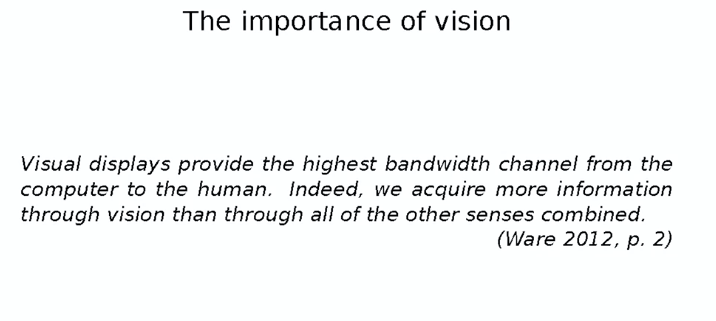 The importance of vision
Visual displays provide the highest bandwidth channel from the
computer to the human. Indeed, we acquire more information
through vision than through all of the other senses combined.
(Ware 2012, p. 2)